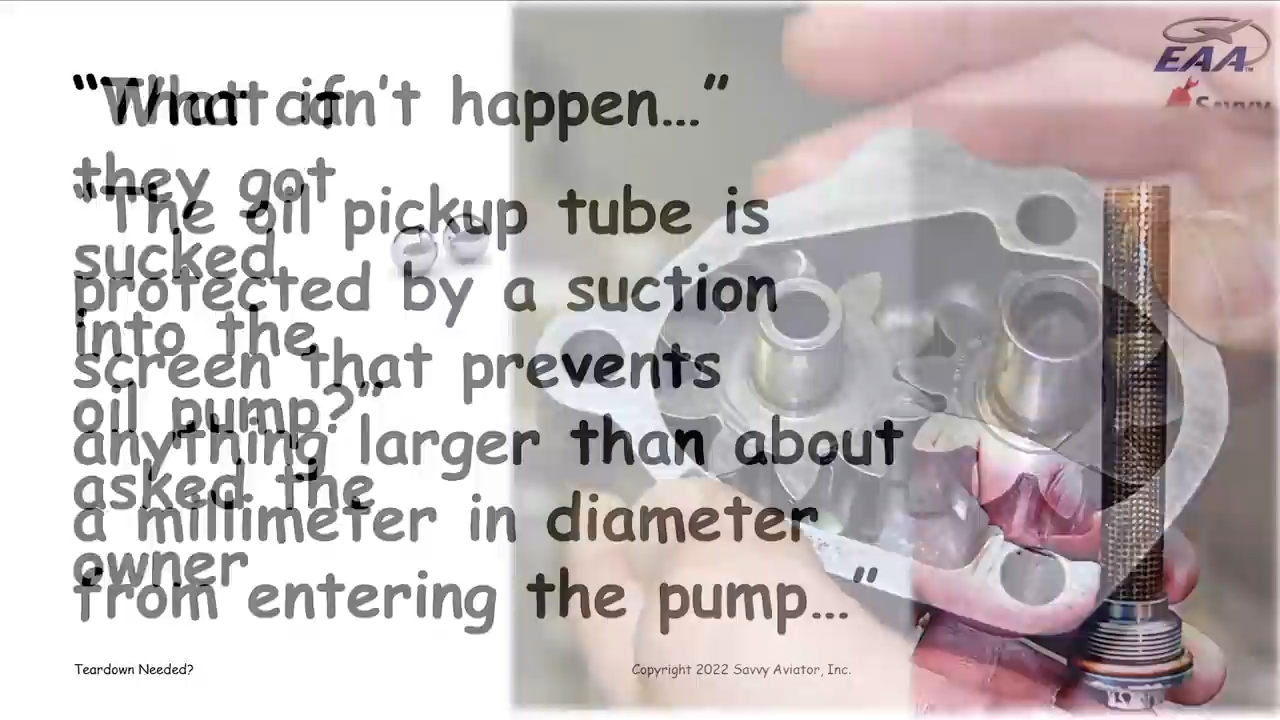 “What if
they got
sucked
into the
oil pump?”
asked the
owner
“That can’t happen…”
“The oil pickup tube is
protected by a suction
screen that prevents
anything larger than about
a millimeter in diameter
from entering the pump…”
EAA
Savvy
Teardown Needed?
Copyright 2022 Savvy Aviator, Inc.